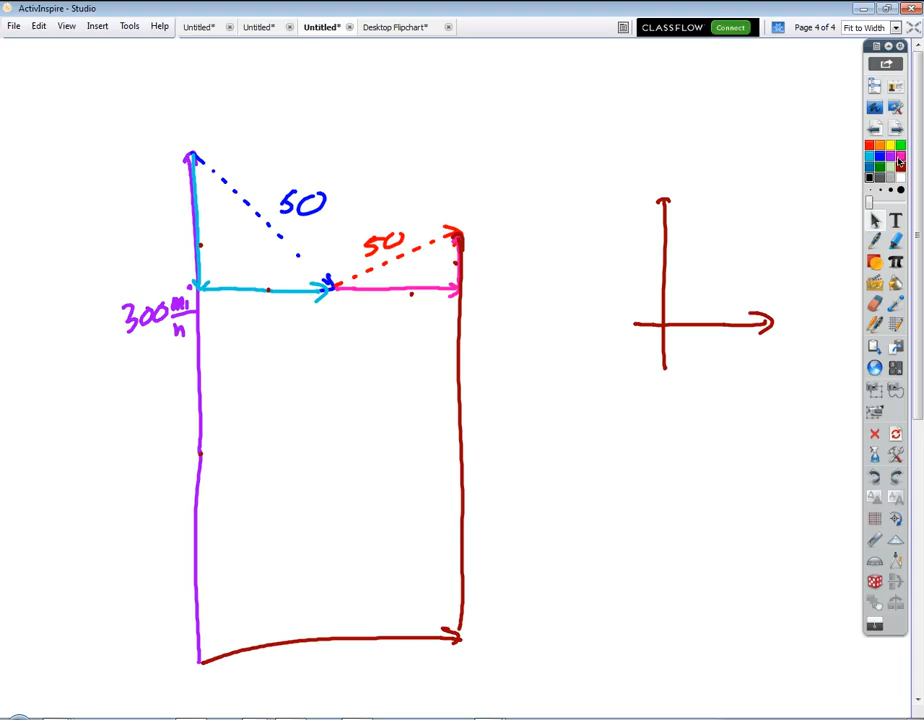 ActivInspire - Studio
File Edit View Insert Tools Help
Untitled* Untitled* Untitled* Desktop Flipchart*
CLASSFLOW Connect
Page 4 of 4
Fit to Width
50
50
300 mi
h